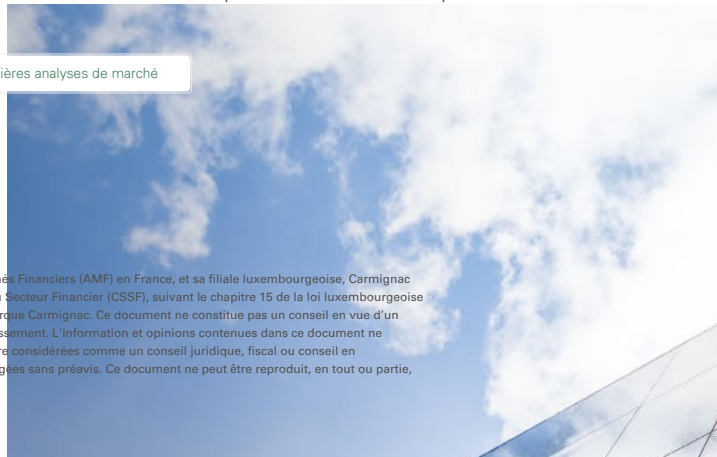 ières analyses de marché
és Financiers (AMF) en France, et sa filiale luxembourgeoise, Carmignac
Secteur Financier (CSSF), suivant le chapitre 15 de la loi luxembourgeoise
rque Carmignac. Ce document ne constitue pas un conseil en vue d'un
ssement. L'information et opinions contenues dans ce document ne
re considérées comme un conseil juridique, fiscal ou conseil en
gées sans préavis. Ce document ne peut être reproduit, en tout ou partie,